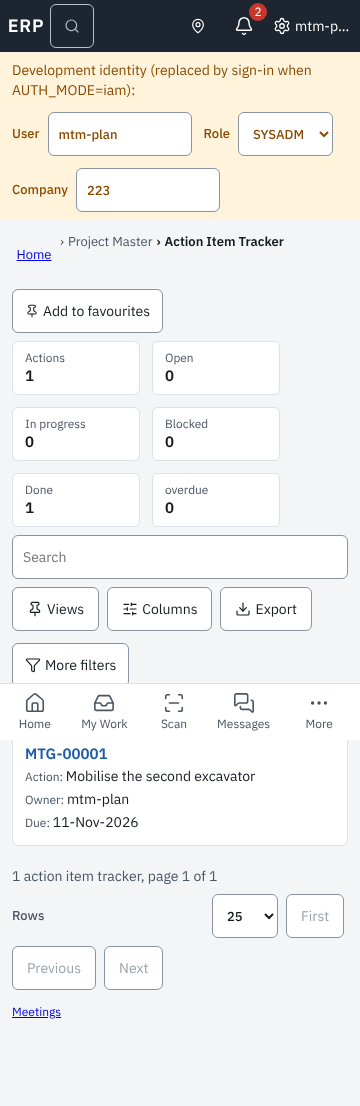 ERP
2
mtm-p...
Development identity (replaced by sign-in when
AUTH_MODE=iam):
User mtm-plan Role SYSADM
Company 223
› Project Master › Action Item Tracker
Home
Add to favourites
Actions
1
Open
0
In progress
0
Blocked
0
Done
1
overdue
0
Search
Views Columns Export
More filters
Home My Work Scan Messages More
MTG-00001
Action: Mobilise the second excavator
Owner: mtm-plan
Due: 11-Nov-2026
1 action item tracker, page 1 of 1
Rows 25 First
Previous Next
Meetings